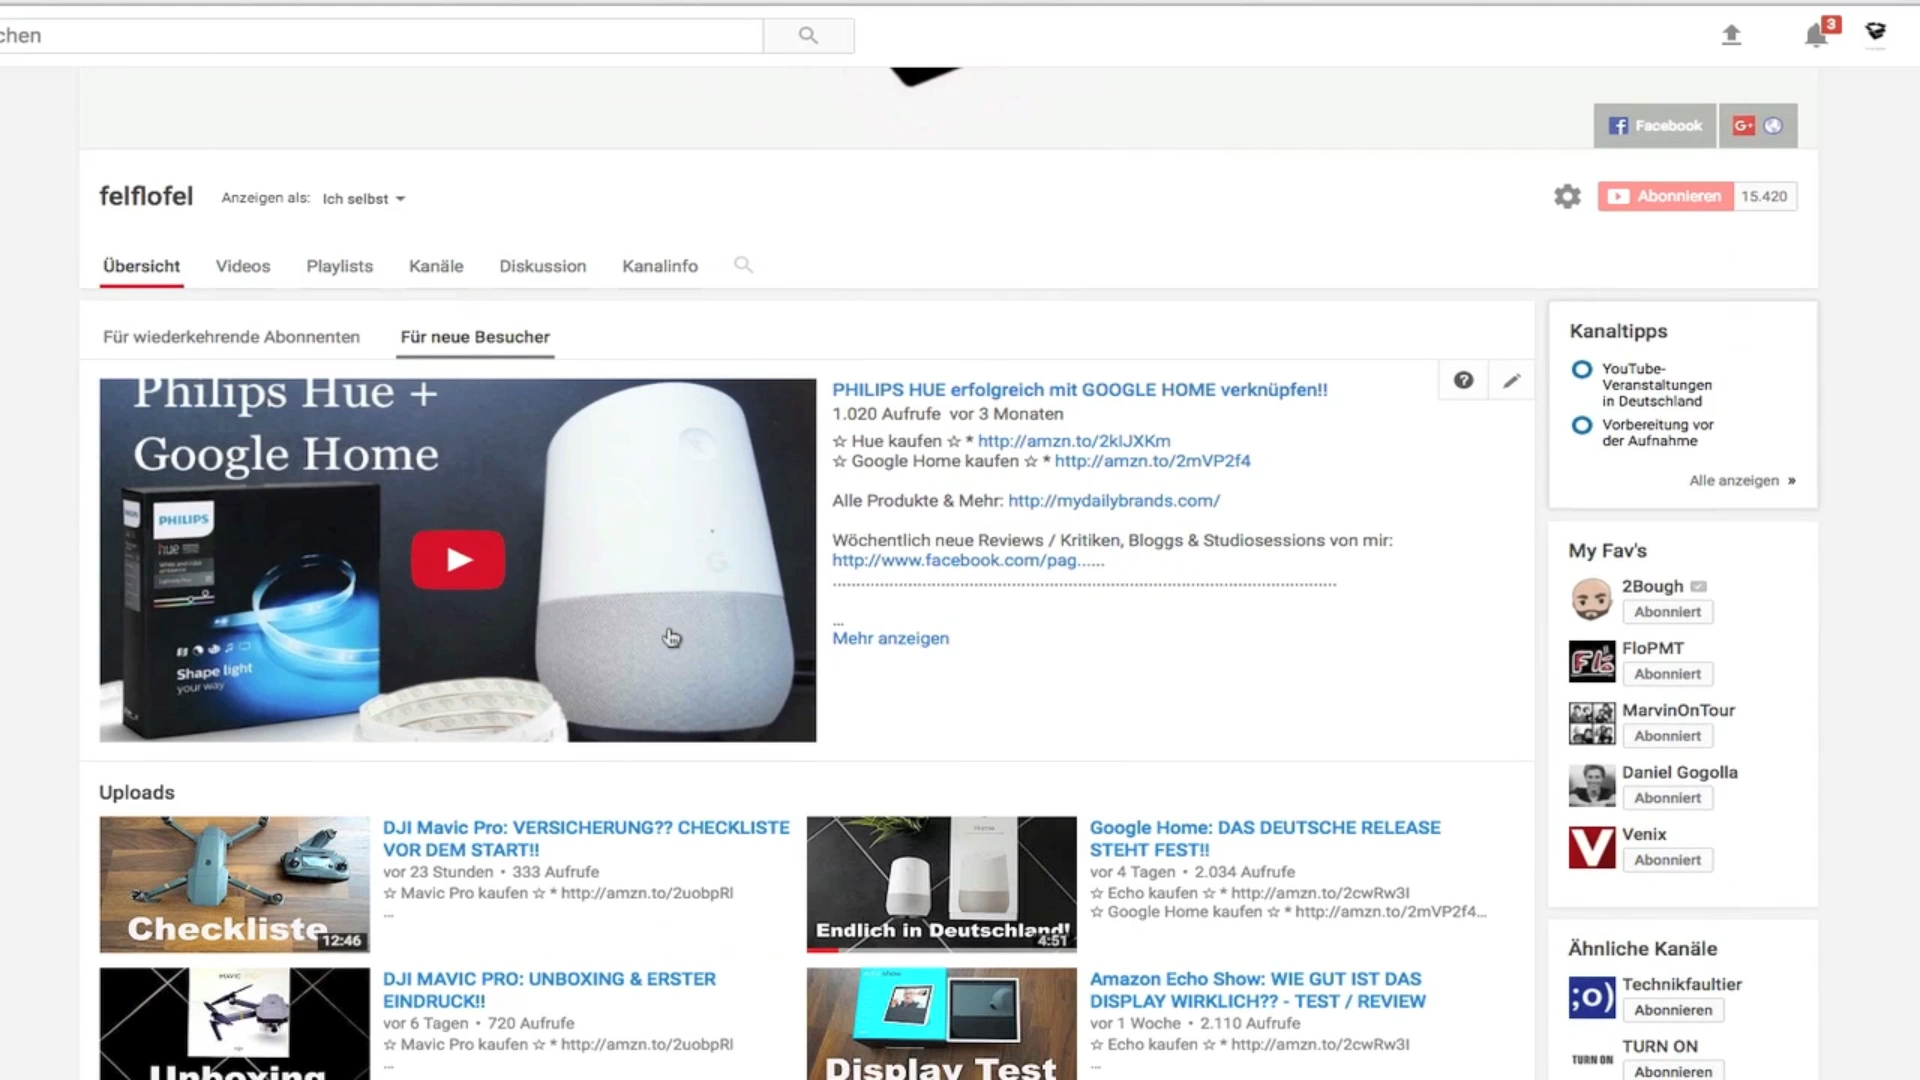 chen
3
Facebook
G+
felflofel
Anzeigen als: Ich selbst
Abonnieren 15.420
Übersicht Videos Playlists Kanäle Diskussion Kanalinfo
Für wiederkehrende Abonnenten Für neue Besucher
Philips Hue +
Google Home
PHILIPS
hue
Shape light
your way
PHILIPS HUE erfolgreich mit GOOGLE HOME verknüpfen!!
1.020 Aufrufe vor 3 Monaten
☆ Hue kaufen ☆ * http://amzn.to/2klJXKm
☆ Google Home kaufen ☆ * http://amzn.to/2mVP2f4
Alle Produkte & Mehr: http://mydailybrands.com/
Wöchentlich neue Reviews / Kritiken, Bloggs & Studiosessions von mir:
http://www.facebook.com/pag......
...
Mehr anzeigen
Kanaltipps
YouTube-
Veranstaltungen
in Deutschland
Vorbereitung vor
der Aufnahme
Alle anzeigen »
My Fav's
2Bough
Abonniert
FloPMT
Abonniert
MarvinOnTour
Abonniert
Daniel Gogolla
Abonniert
V
Venix
Abonniert
Ähnliche Kanäle
;o)
Technikfaultier
Abonnieren
TURN ON
TURN ON
Abonnieren
Uploads
Checkliste
12:46
DJI Mavic Pro: VERSICHERUNG?? CHECKLISTE
VOR DEM START!!
vor 23 Stunden • 333 Aufrufe
☆ Mavic Pro kaufen ☆ * http://amzn.to/2uobpRl
...
Home
Endlich in Deutschland!
4:51
Google Home: DAS DEUTSCHE RELEASE
STEHT FEST!!
vor 4 Tagen • 2.034 Aufrufe
☆ Echo kaufen ☆ * http://amzn.to/2cwRw3I
☆ Google Home kaufen ☆ * http://amzn.to/2mVP2f4...
MAVIC PRO
Unboxing
DJI MAVIC PRO: UNBOXING & ERSTER
EINDRUCK!!
vor 6 Tagen • 720 Aufrufe
☆ Mavic Pro kaufen ☆ * http://amzn.to/2uobpRl
...
Display Test
Amazon Echo Show: WIE GUT IST DAS
DISPLAY WIRKLICH?? - TEST / REVIEW
vor 1 Woche • 2.110 Aufrufe
☆ Echo kaufen ☆ * http://amzn.to/2cwRw3I
...